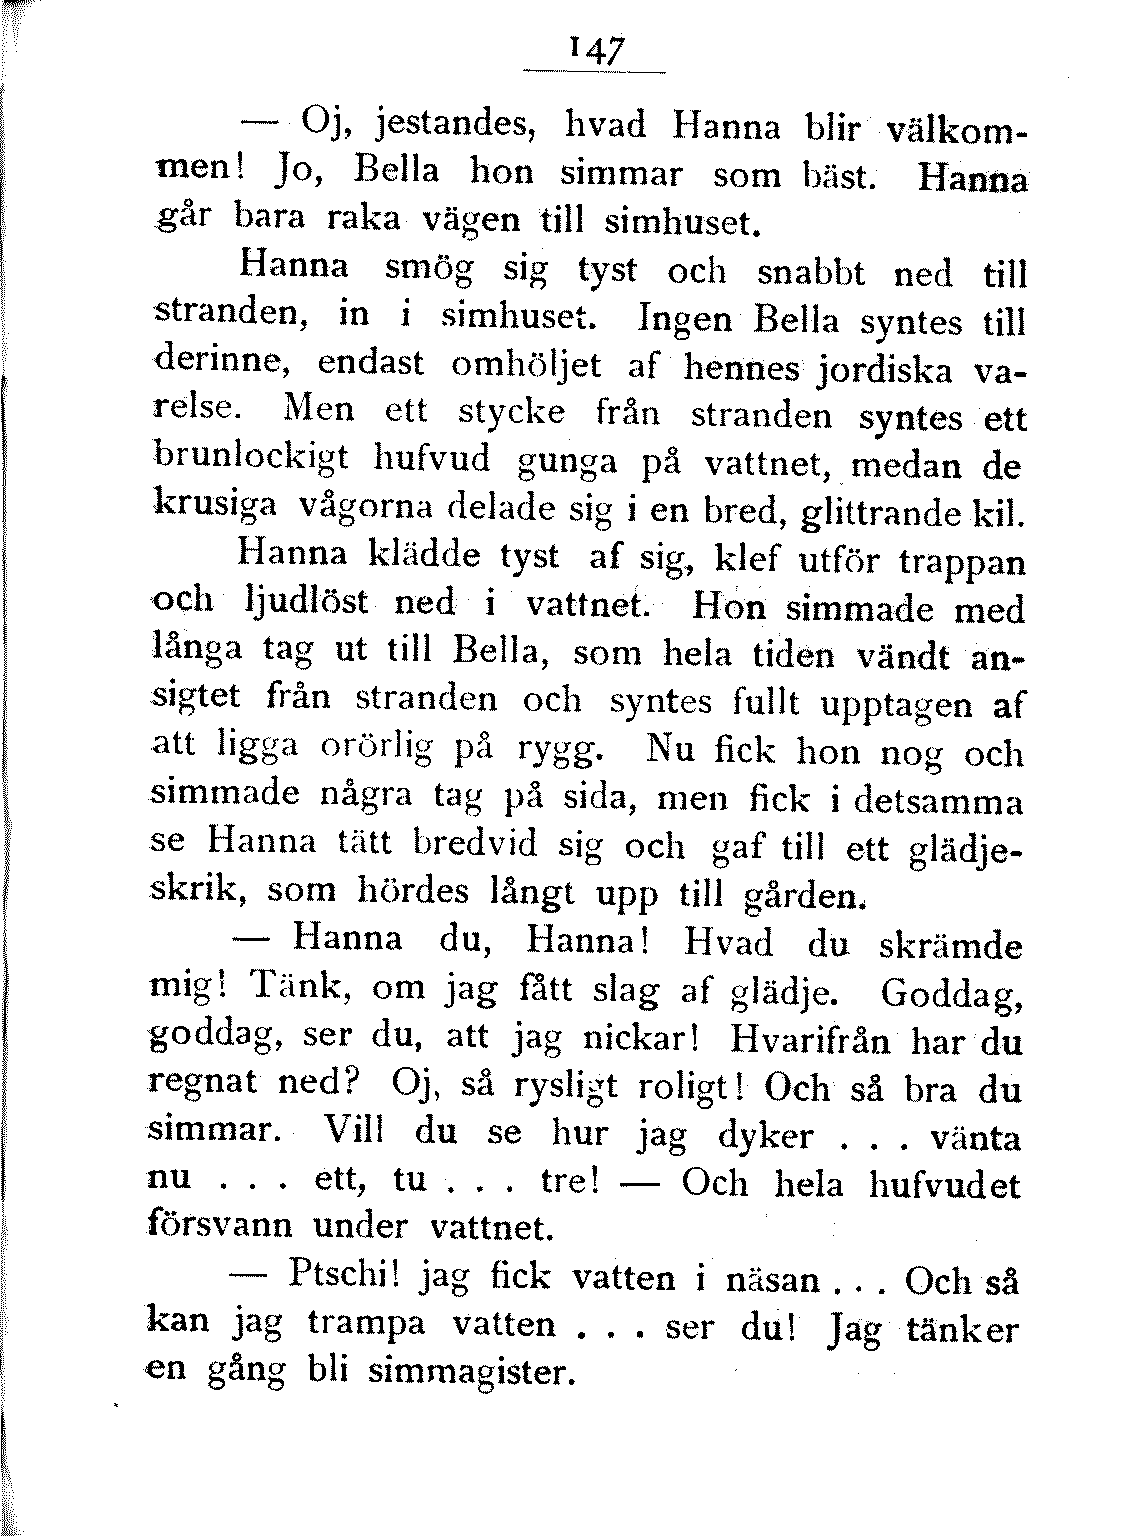 147
— Oj, jestandes, hvad Hanna blir välkom-
men! Jo, Bella hon simmar som bäst. Hanna
går bara raka vägen till simhuset.
Hanna smög sig tyst och snabbt ned till
stranden, in i simhuset. Ingen Bella syntes till
derinne, endast omhöljet af hennes jordiska va-
relse. Men ett stycke från stranden syntes ett
brunlockigt hufvud gunga på vattnet, medan de
krusiga vågorna delade sig i en bred, glittrande kil.
Hanna klädde tyst af sig, klef utför trappan
och ljudlöst ned i vattnet. Hon simmade med
långa tag ut till Bella, som hela tiden vändt an-
sigtet från stranden och syntes fullt upptagen af
att ligga orörlig på rygg. Nu fick hon nog och
simmade några tag på sida, men fick i detsamma
se Hanna tätt bredvid sig och gaf till ett glädje-
skrik, som hördes långt upp till gården.
— Hanna du, Hanna! Hvad du skrämde
mig! Tänk, om jag fått slag af glädje. Goddag,
goddag, ser du, att jag nickar! Hvarifrån har du
regnat ned? Oj, så rysligt roligt! Och så bra du
simmar. Vill du se hur jag dyker . . . vänta
nu . . . ett, tu . . . tre! — Och hela hufvudet
försvann under vattnet.
— Ptschi! jag fick vatten i näsan . . . Och så
kan jag trampa vatten . . . ser du! Jag tänker
en gång bli simmagister.